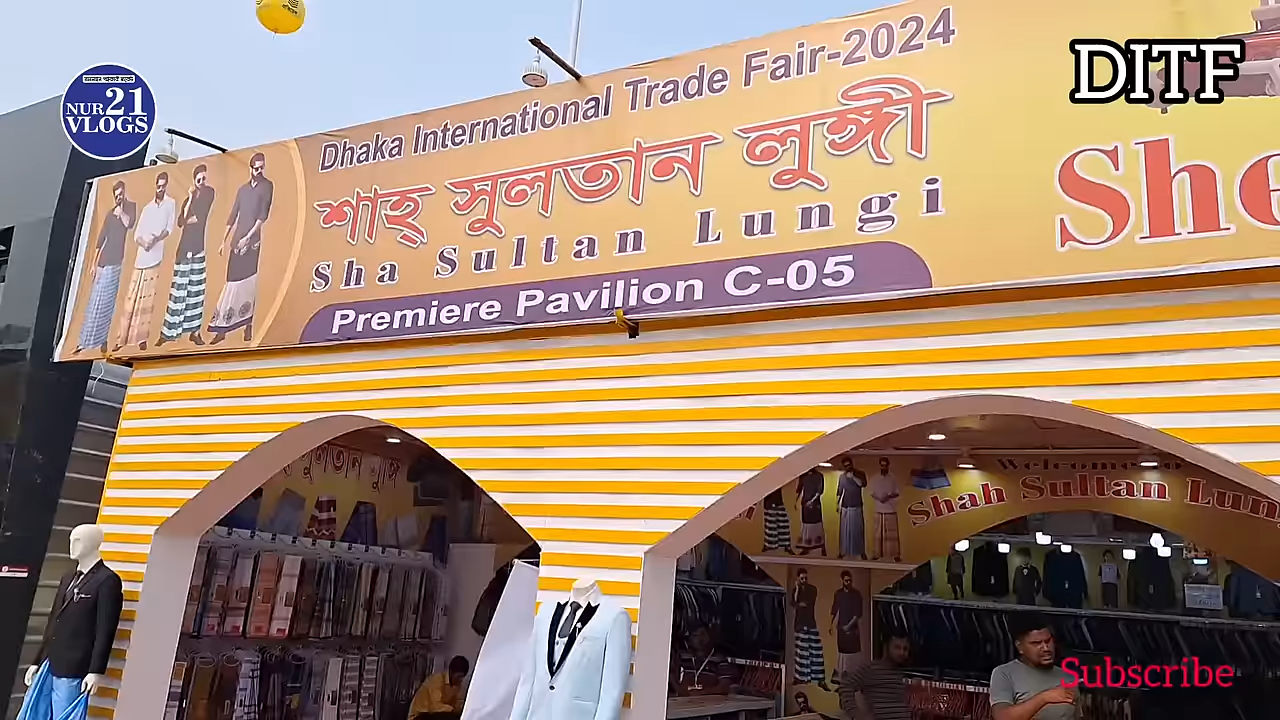 NUR 21
VLOGS
DITF
Dhaka International Trade Fair-2024
শাহ্ সুলতান লুঙ্গী
Sha Sultan Lungi
Premiere Pavilion C-05
She
সুলতান লুঙ্গি
Welcome to
Shah Sultan Lun
Subscribe